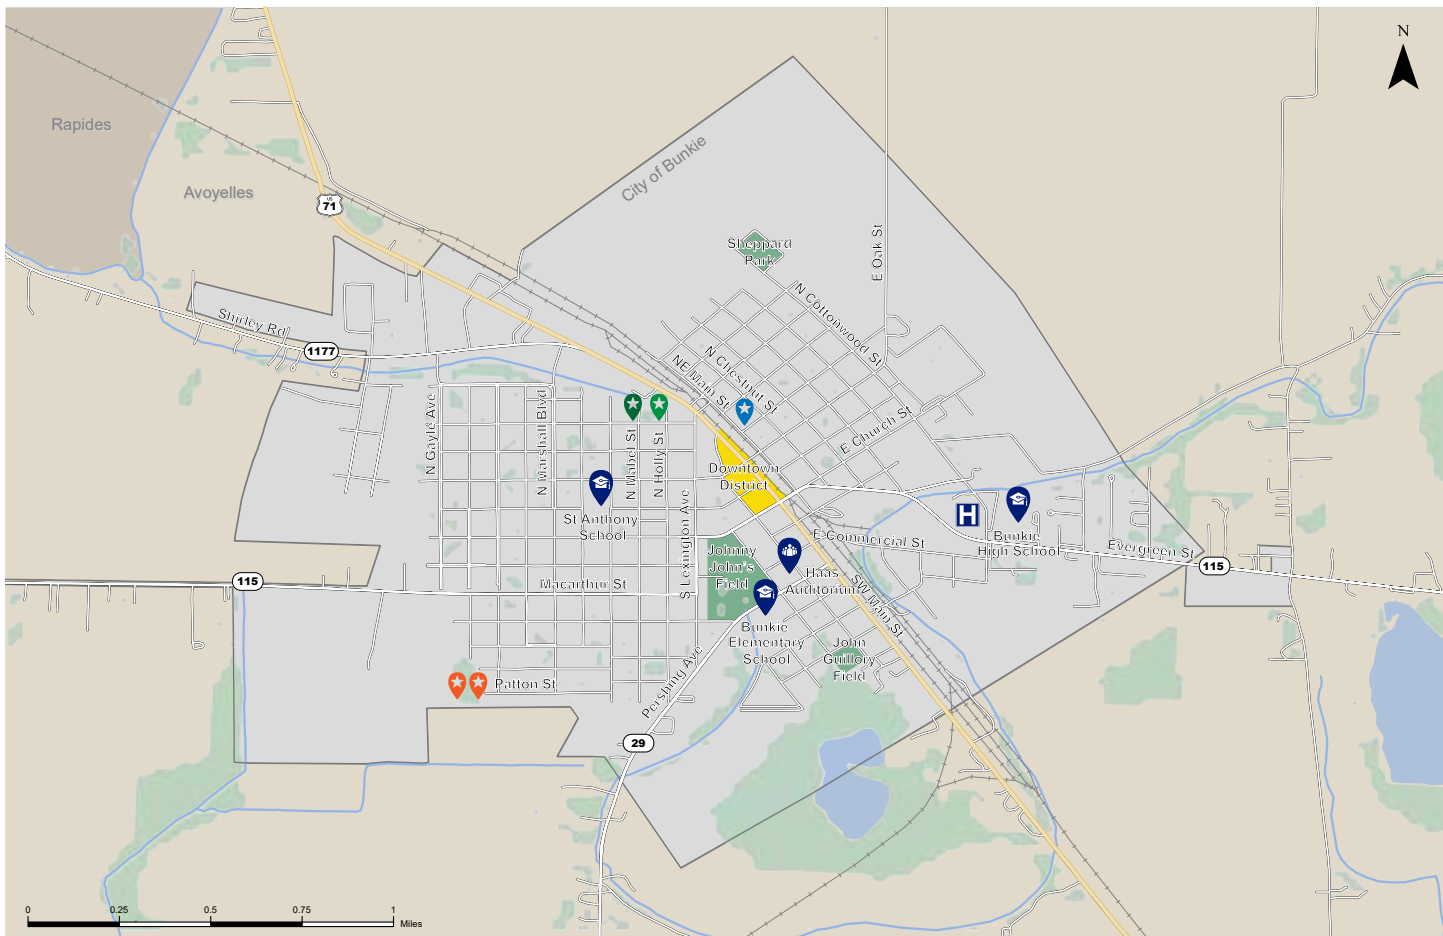 N
Rapides
Avoyelles
City of Bunkie
US
71
Sheppard
Park
E Oak St
N Cottonwood St
Shirley Rd
1177
N Chestnut St
NE Main St
E Church St
N Gayle Ave
N Marshall Blvd
N Mabel St
N Holly St
Downtown
District
S Lexington Ave
St Anthony
School
H
Bunkie
High School
E Commercial St
Evergreen St
115
115
Johnny
John's
Field
Macarthur St
Haas
Auditorium
SW Main St
Bunkie
Elementary
School
John
Guillory
Field
Patton St
Pershing Ave
29
0
0.25
0.5
0.75
1
Miles